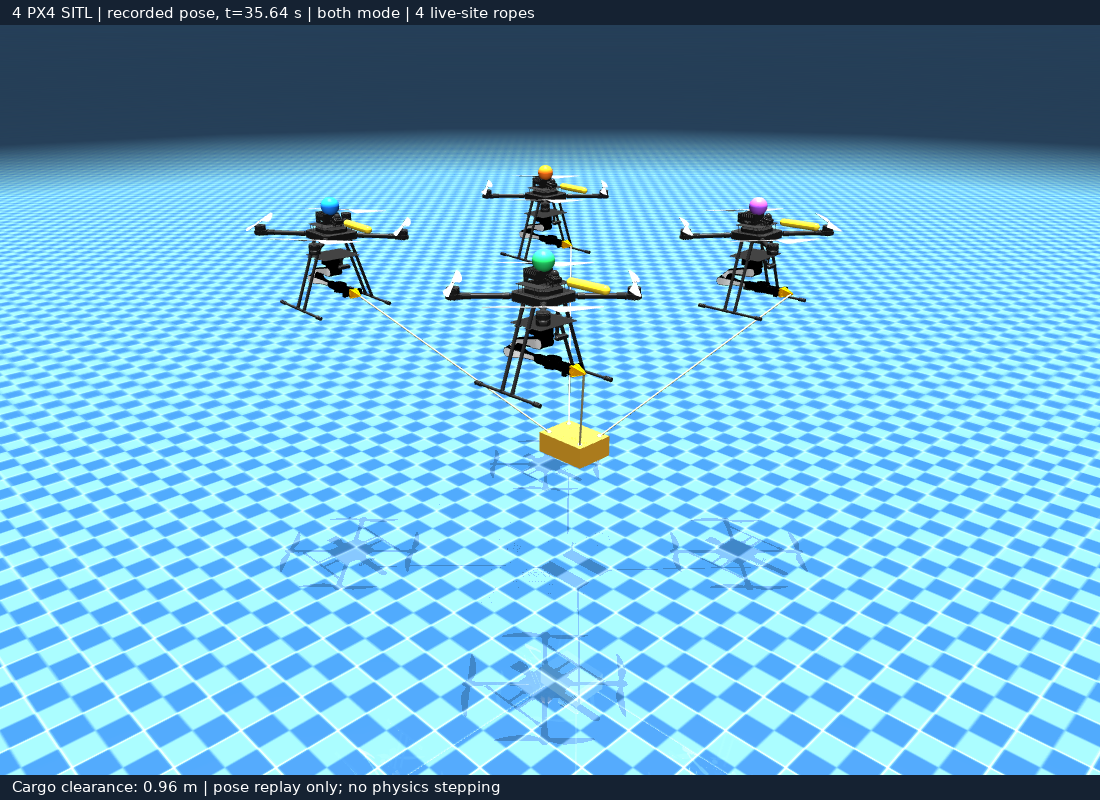 4 PX4 SITL | recorded pose, t=35.64 s | both mode | 4 live-site ropes
Cargo clearance: 0.96 m | pose replay only; no physics stepping